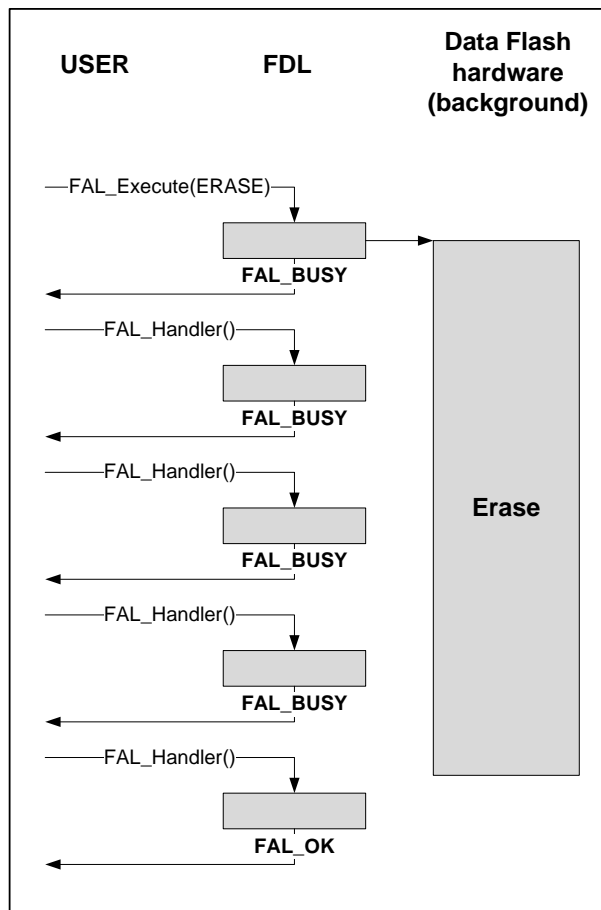 USER
FDL
Data Flash
hardware
(background)
FAL_Execute(ERASE)
FAL_BUSY
FAL_Handler()
FAL_BUSY
FAL_Handler()
FAL_BUSY
FAL_Handler()
FAL_BUSY
FAL_Handler()
FAL_OK
Erase